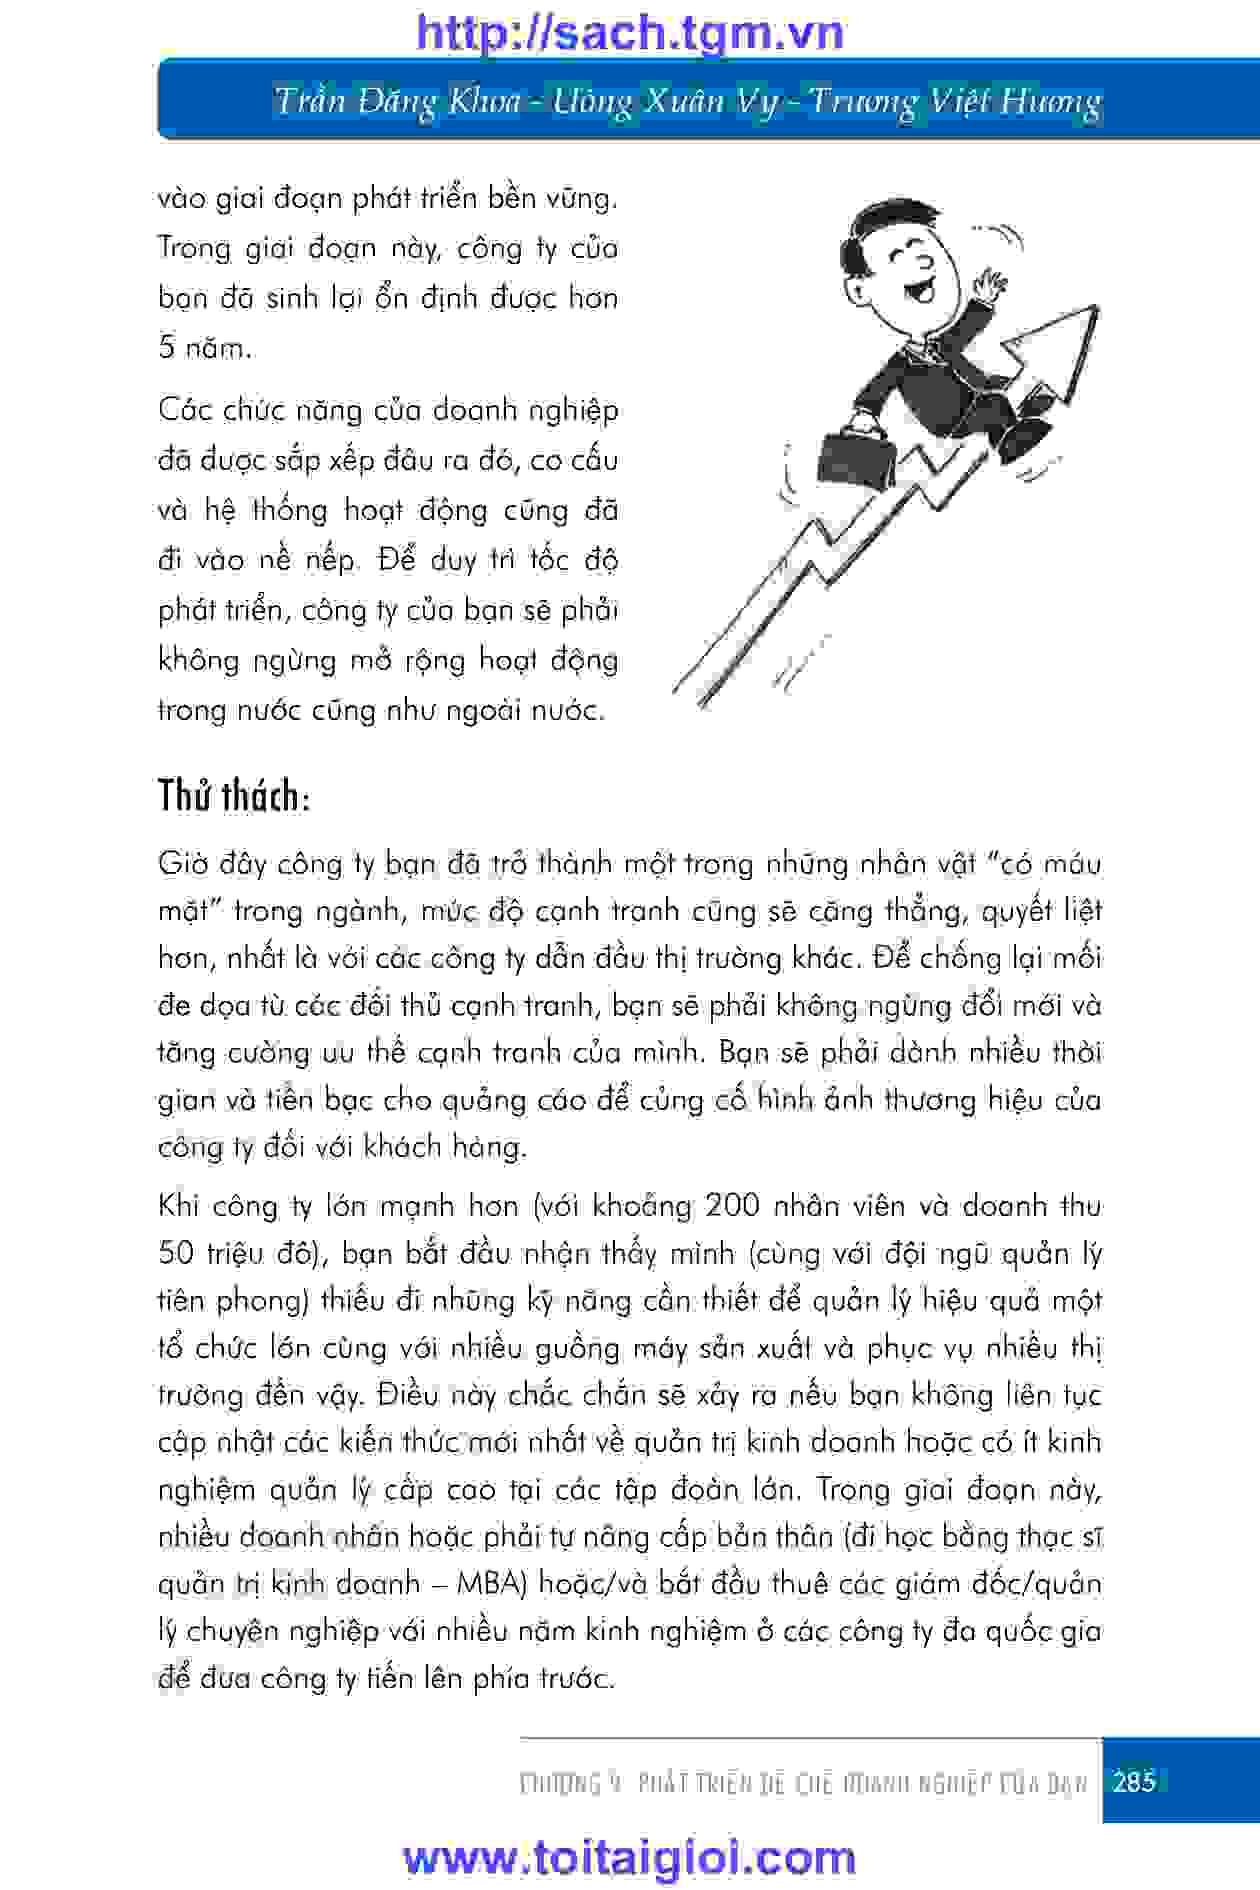 http://sach.tgm.vn
Trần Đăng Khoa - Uông Xuân Vy - Trương Việt Hương
vào giai đoạn phát triển bền vững.
Trong giai đoạn này, công ty của
bạn đã sinh lợi ổn định được hơn
5 năm.
Các chức năng của doanh nghiệp
đã được sắp xếp đâu ra đó, cơ cấu
và hệ thống hoạt động cũng đã
đi vào nề nếp. Để duy trì tốc độ
phát triển, công ty của bạn sẽ phải
không ngừng mở rộng hoạt động
trong nước cũng như ngoài nước.
Thử thách:
Giờ đây công ty bạn đã trở thành một trong những nhân vật “có máu
mặt” trong ngành, mức độ cạnh tranh cũng sẽ căng thẳng, quyết liệt
hơn, nhất là với các công ty dẫn đầu thị trường khác. Để chống lại mối
đe dọa từ các đối thủ cạnh tranh, bạn sẽ phải không ngừng đổi mới và
tăng cường ưu thế cạnh tranh của mình. Bạn sẽ phải dành nhiều thời
gian và tiền bạc cho quảng cáo để củng cố hình ảnh thương hiệu của
công ty đối với khách hàng.
Khi công ty lớn mạnh hơn (với khoảng 200 nhân viên và doanh thu
50 triệu đô), bạn bắt đầu nhận thấy mình (cùng với đội ngũ quản lý
tiên phong) thiếu đi những kỹ năng cần thiết để quản lý hiệu quả một
tổ chức lớn cùng với nhiều guồng máy sản xuất và phục vụ nhiều thị
trường đến vậy. Điều này chắc chắn sẽ xảy ra nếu bạn không liên tục
cập nhật các kiến thức mới nhất về quản trị kinh doanh hoặc có ít kinh
nghiệm quản lý cấp cao tại các tập đoàn lớn. Trong giai đoạn này,
nhiều doanh nhân hoặc phải tự nâng cấp bản thân (đi học bằng thạc sĩ
quản trị kinh doanh – MBA) hoặc/và bắt đầu thuê các giám đốc/quản
lý chuyên nghiệp với nhiều năm kinh nghiệm ở các công ty đa quốc gia
để đưa công ty tiến lên phía trước.
CHƯƠNG 9: PHÁT TRIỂN ĐẾ CHẾ DOANH NGHIỆP CỦA BẠN 285
www.toitaigioi.com